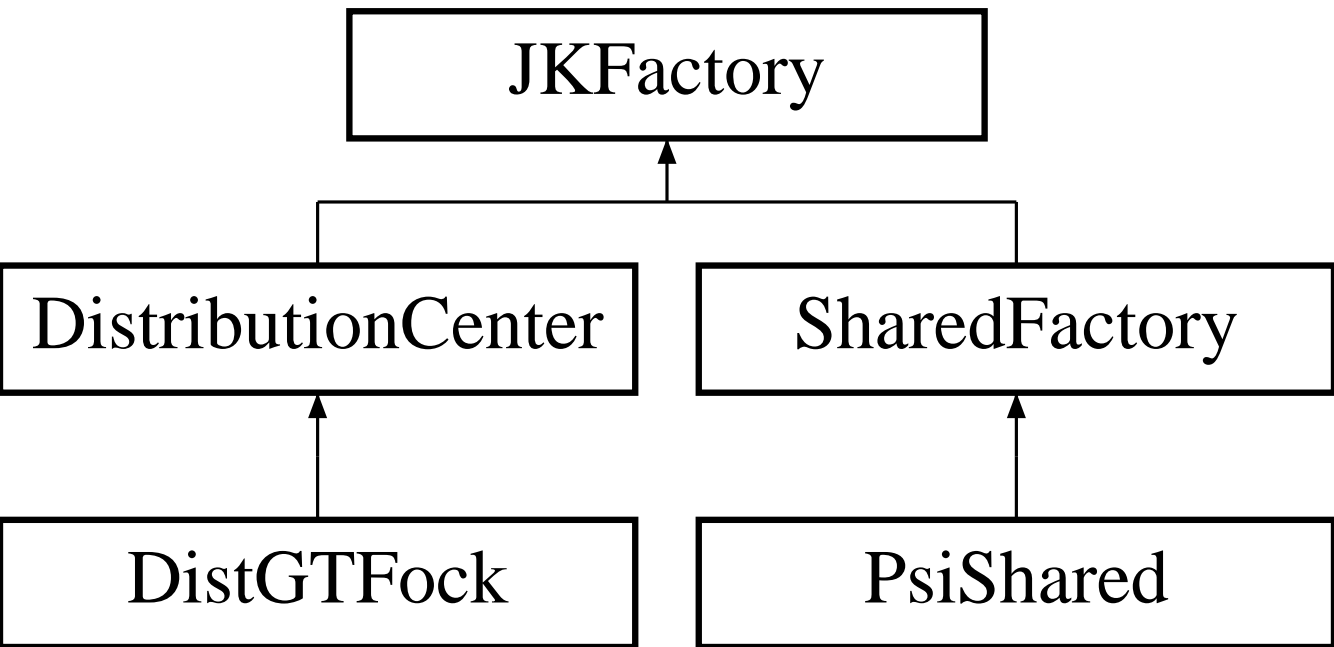 JKFactory
DistributionCenter
SharedFactory
DistGTFock
PsiShared